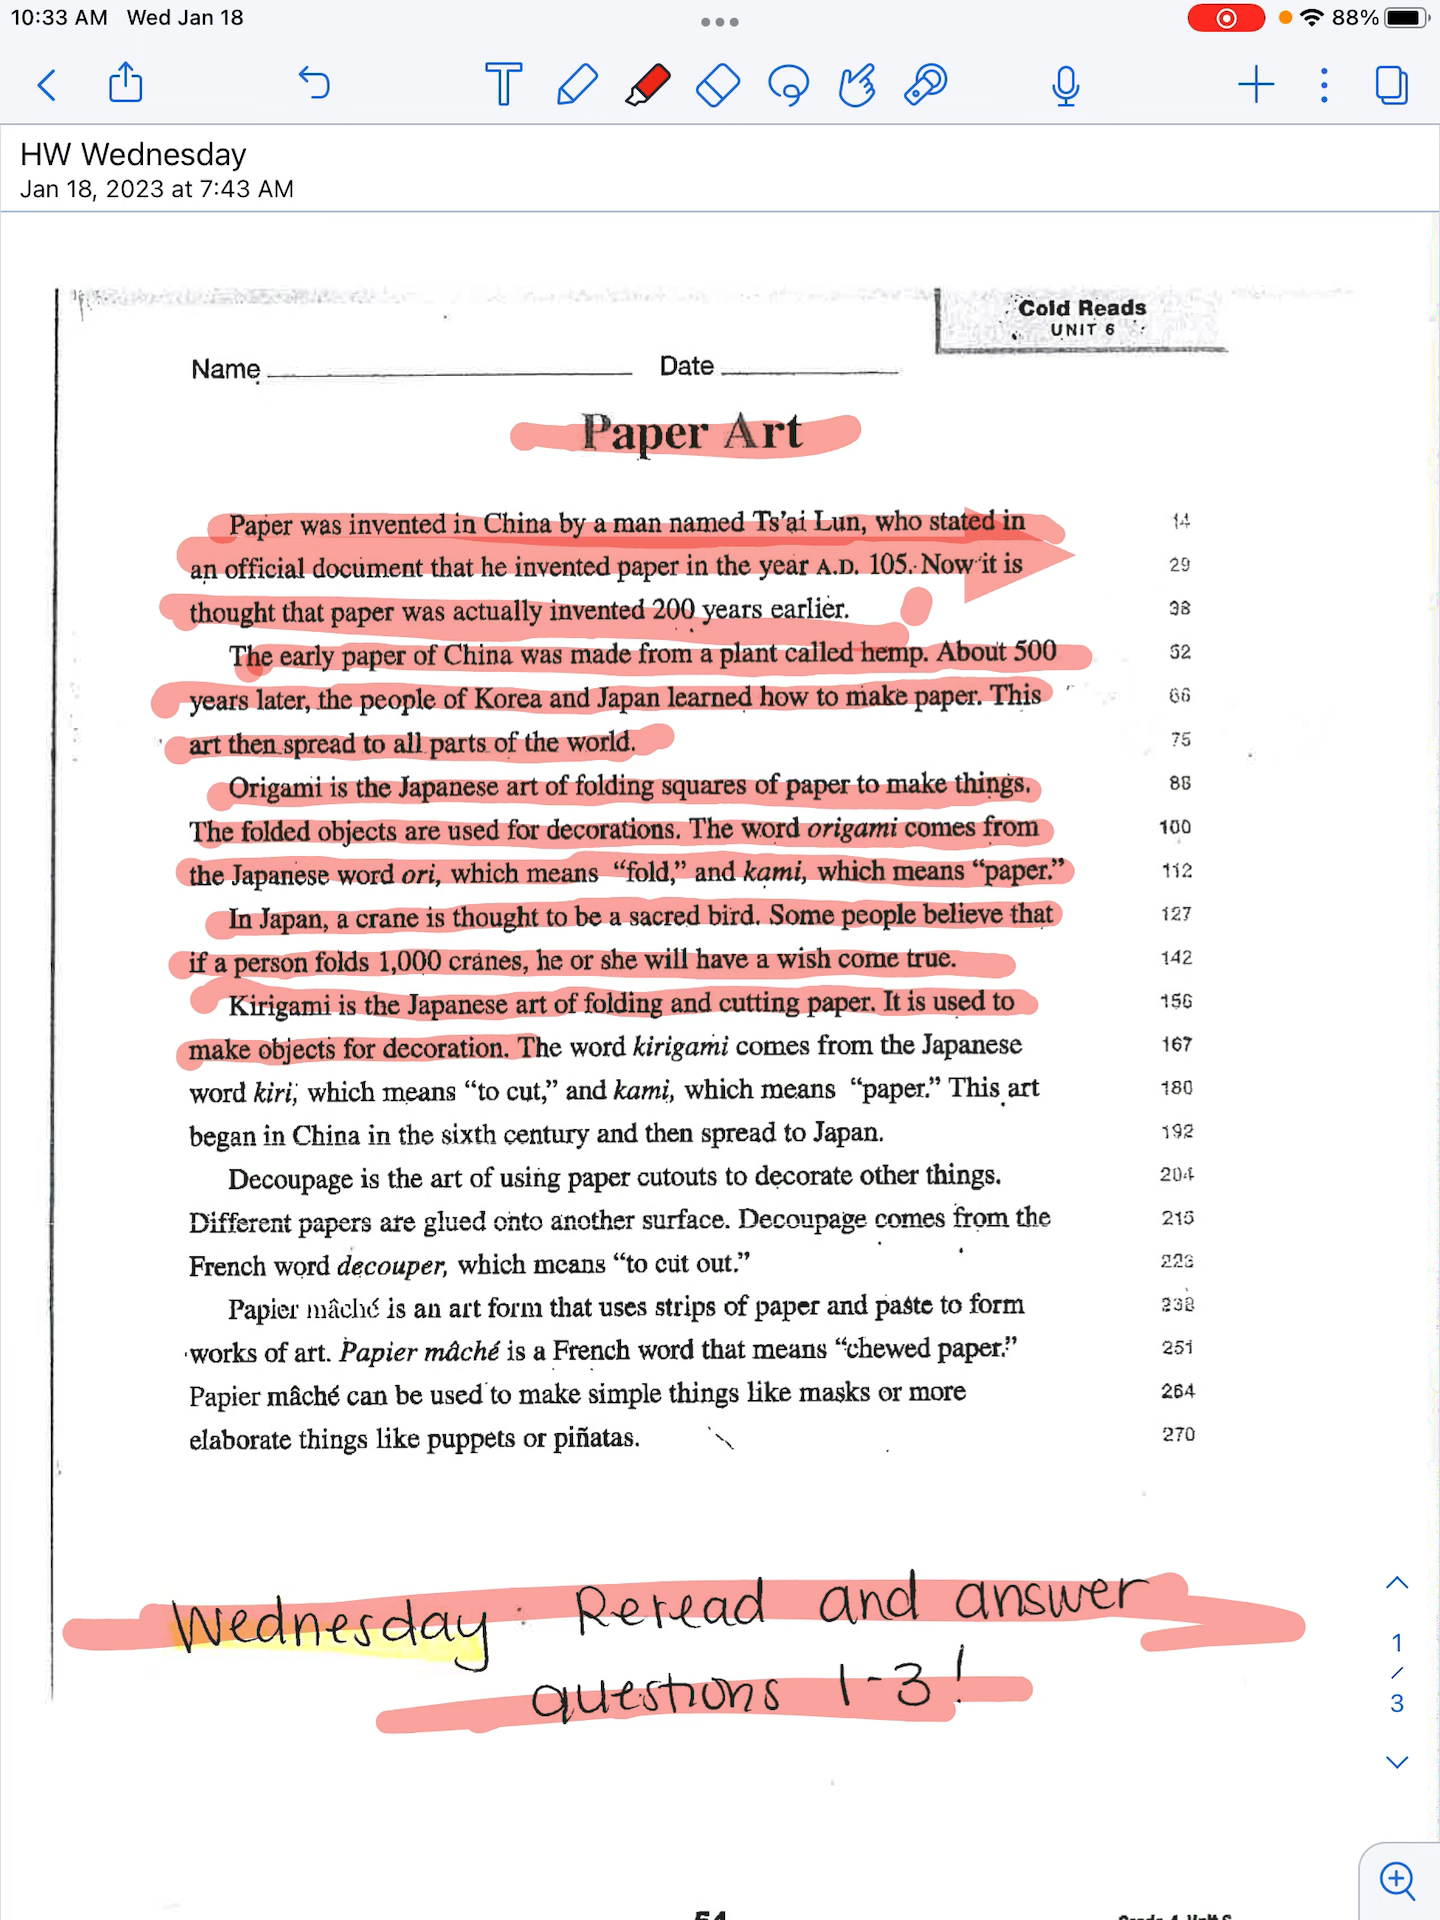 10:33 AM Wed Jan 18
88%
HW Wednesday
Jan 18, 2023 at 7:43 AM
Cold Reads
UNIT 6
Name
Date
Paper Art
Paper was invented in China by a man named Ts'ai Lun, who stated in 14
an official document that he invented paper in the year A.D. 105. Now it is 29
thought that paper was actually invented 200 years earlier. 38
The early paper of China was made from a plant called hemp. About 500 52
years later, the people of Korea and Japan learned how to make paper. This 66
art then spread to all parts of the world. 75
Origami is the Japanese art of folding squares of paper to make things. 88
The folded objects are used for decorations. The word origami comes from 100
the Japanese word ori, which means "fold," and kami, which means "paper." 112
In Japan, a crane is thought to be a sacred bird. Some people believe that 127
if a person folds 1,000 cranes, he or she will have a wish come true. 142
Kirigami is the Japanese art of folding and cutting paper. It is used to 156
make objects for decoration. The word kirigami comes from the Japanese 167
word kiri, which means "to cut," and kami, which means "paper." This art 180
began in China in the sixth century and then spread to Japan. 192
Decoupage is the art of using paper cutouts to decorate other things. 204
Different papers are glued onto another surface. Decoupage comes from the 215
French word decouper, which means "to cut out." 223
Papier mâché is an art form that uses strips of paper and paste to form 238
works of art. Papier mâché is a French word that means "chewed paper." 251
Papier mâché can be used to make simple things like masks or more 264
elaborate things like puppets or piñatas. 270
Wednesday: Reread and answer
questions 1-3!
1
/
3